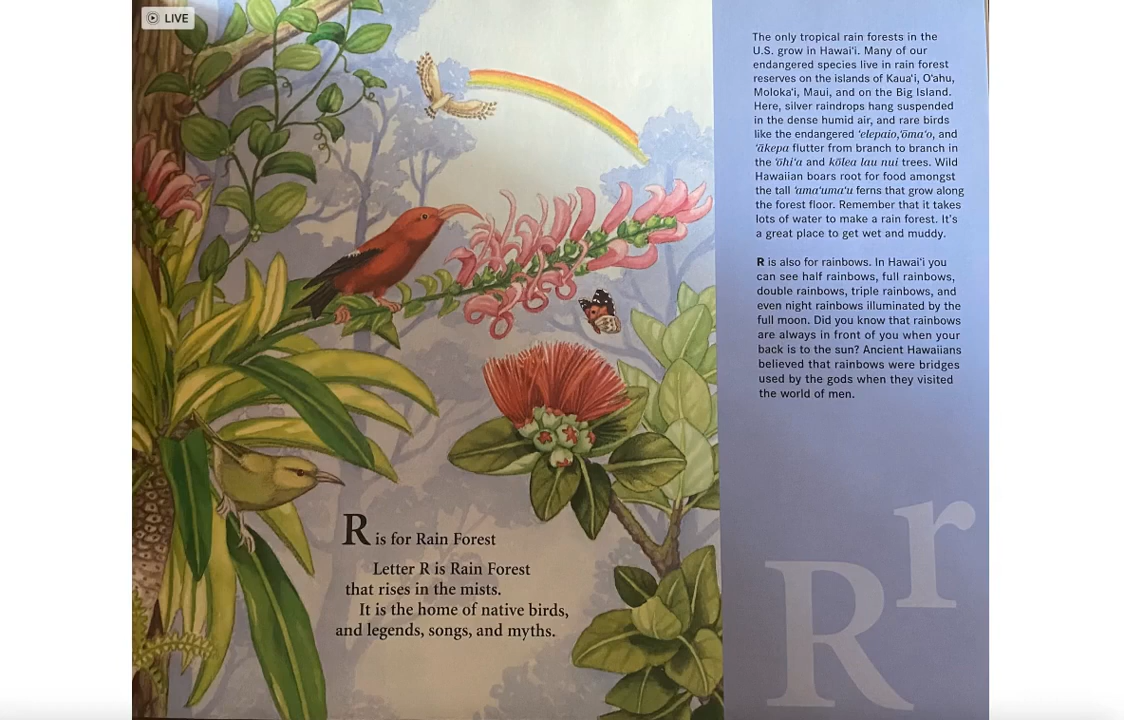 LIVE
R is for Rain Forest
Letter R is Rain Forest
that rises in the mists.
It is the home of native birds,
and legends, songs, and myths.
The only tropical rain forests in the
U.S. grow in Hawai‘i. Many of our
endangered species live in rain forest
reserves on the islands of Kaua‘i, O‘ahu,
Moloka‘i, Maui, and on the Big Island.
Here, silver raindrops hang suspended
in the dense humid air, and rare birds
like the endangered ‘elepaio,‘ōma‘o, and
‘ākepa flutter from branch to branch in
the ‘ōhi‘a and kōlea lau nui trees. Wild
Hawaiian boars root for food amongst
the tall ‘ama‘uma‘u ferns that grow along
the forest floor. Remember that it takes
lots of water to make a rain forest. It's
a great place to get wet and muddy.
R is also for rainbows. In Hawai‘i you
can see half rainbows, full rainbows,
double rainbows, triple rainbows, and
even night rainbows illuminated by the
full moon. Did you know that rainbows
are always in front of you when your
back is to the sun? Ancient Hawaiians
believed that rainbows were bridges
used by the gods when they visited
the world of men.
Rr